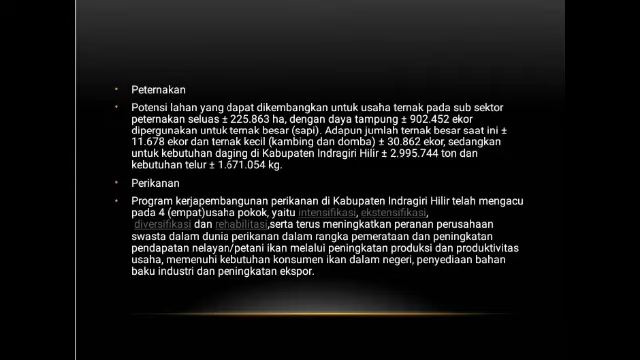 Peternakan
Potensi lahan yang dapat dikembangkan untuk usaha ternak pada sub sektor
peternakan seluas ± 225.863 ha, dengan daya tampung ± 902.452 ekor
dipergunakan untuk ternak besar (sapi). Adapun jumlah ternak besar saat ini ±
11.678 ekor dan ternak kecil (kambing dan domba) ± 30.862 ekor, sedangkan
untuk kebutuhan daging di Kabupaten Indragiri Hilir ± 2.995.744 ton dan
kebutuhan telur ± 1.671.054 kg.
Perikanan
Program kerjapembangunan perikanan di Kabupaten Indragiri Hilir telah mengacu
pada 4 (empat)usaha pokok, yaitu intensifikasi, ekstensifikasi,
diversifikasi dan rehabilitasi,serta terus meningkatkan peranan perusahaan
swasta dalam dunia perikanan dalam rangka pemerataan dan peningkatan
pendapatan nelayan/petani ikan melalui peningkatan produksi dan produktivitas
usaha, memenuhi kebutuhan konsumen ikan dalam negeri, penyediaan bahan
baku industri dan peningkatan ekspor.